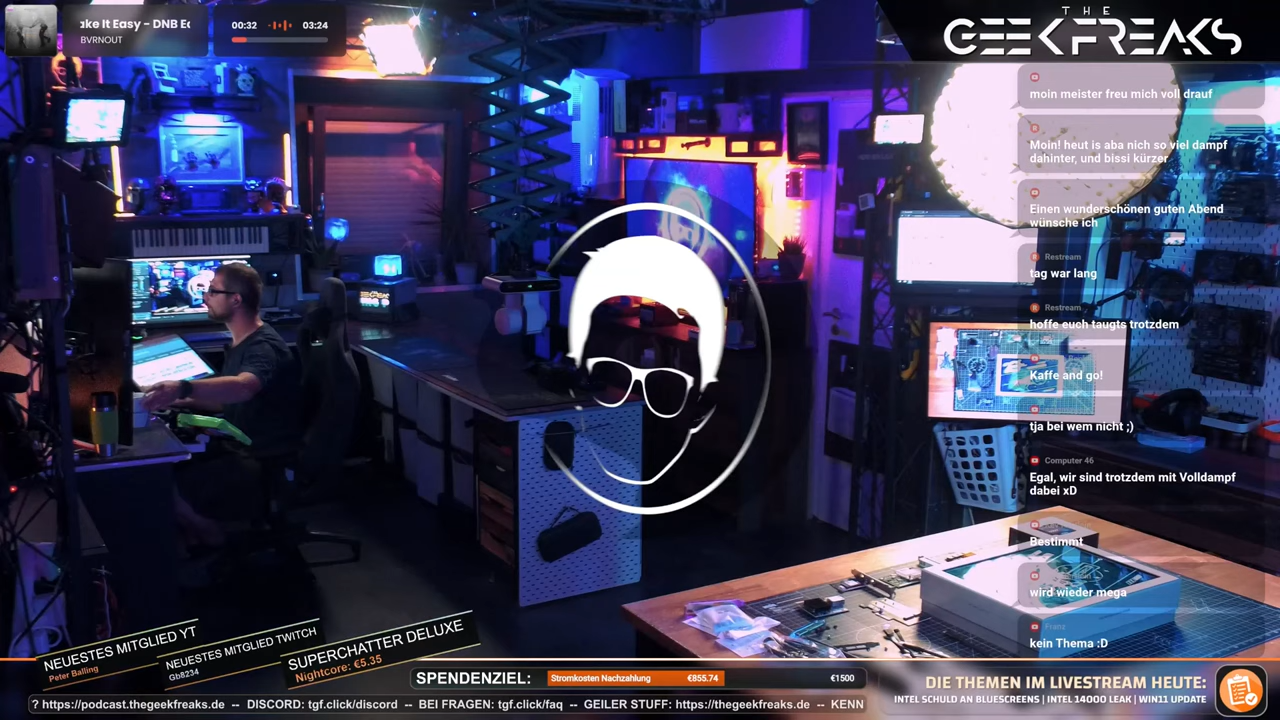 ake It Easy - DNB Ed
BVRNOUT
00:32
03:24
THE
GEEKFREAKS
moin meister freu mich voll drauf
Moin! heut is aba nich so viel dampf
dahinter, und bissi kürzer
Einen wunderschönen guten Abend
wünsche ich
Restream
tag war lang
Restream
hoffe euch taugts trotzdem
Kaffe and go!
tja bei wem nicht ;)
Computer 46
Egal, wir sind trotzdem mit Volldampf
dabei xD
Bestimmt
wird wieder mega
Franz
kein Thema :D
NEUESTES MITGLIED YT
Peter Balling
NEUESTES MITGLIED TWITCH
Gb8234
SUPERCHATTER DELUXE
Nightcore: €5.35
SPENDENZIEL:
Stromkosten Nachzahlung
€855.74
€1500
DIE THEMEN IM LIVESTREAM HEUTE:
INTEL SCHULD AN BLUESCREENS | INTEL 14000 LEAK | WIN11 UPDATE
? https://podcast.thegeekfreaks.de -- DISCORD: tgf.click/discord -- BEI FRAGEN: tgf.click/faq -- GEILER STUFF: https://thegeekfreaks.de -- KENN